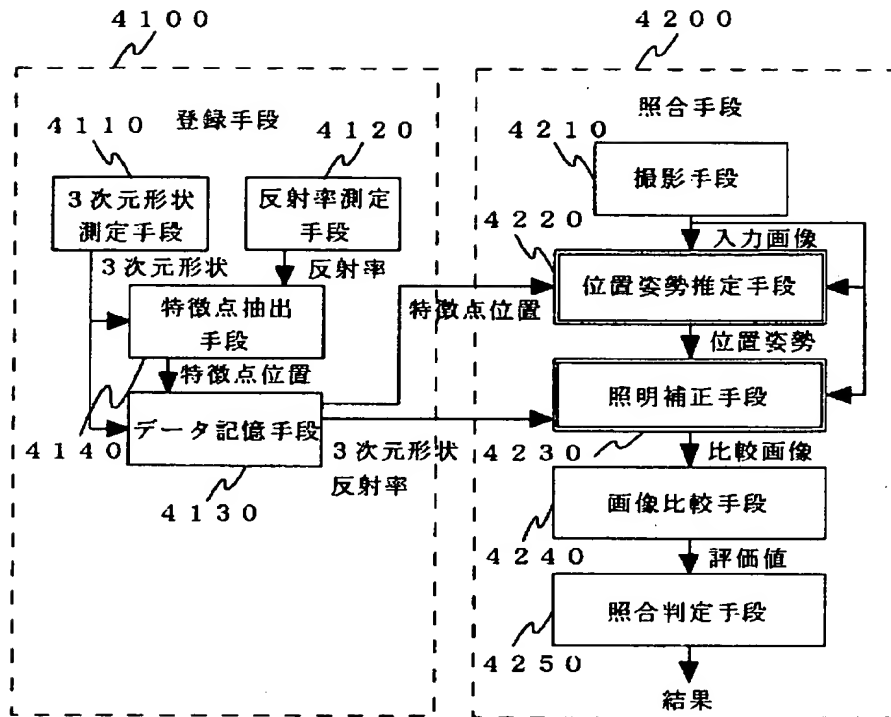 4100
4200
登録手段
照合手段
4110
4120
4210
3次元形状
測定手段
反射率測定
手段
撮影手段
4220
入力画像
3次元形状
反射率
位置姿勢推定手段
特徴点抽出
手段
特徴点位置
位置姿勢
特徴点位置
照明補正手段
データ記憶手段
4140
4130
3次元形状
反射率
4230
比較画像
画像比較手段
4240
評価値
照合判定手段
4250
結果